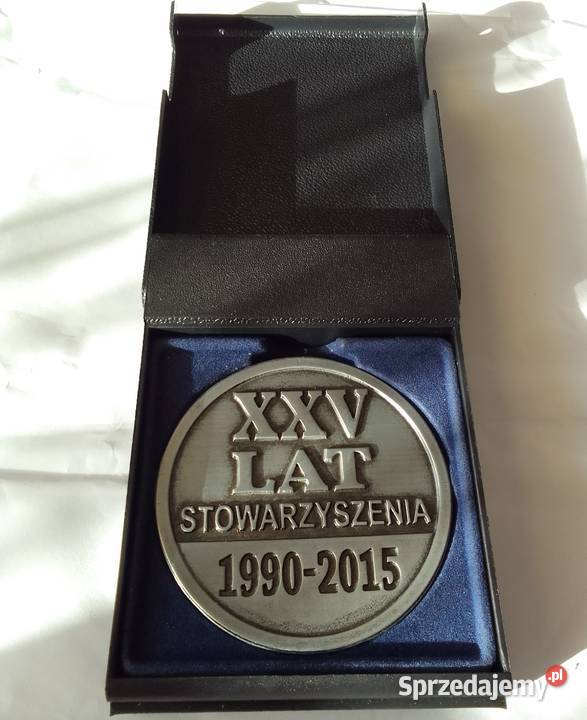 XXV
LAT
STOWARZYSZENIA
1990-2015
Sprzedajemy.pl